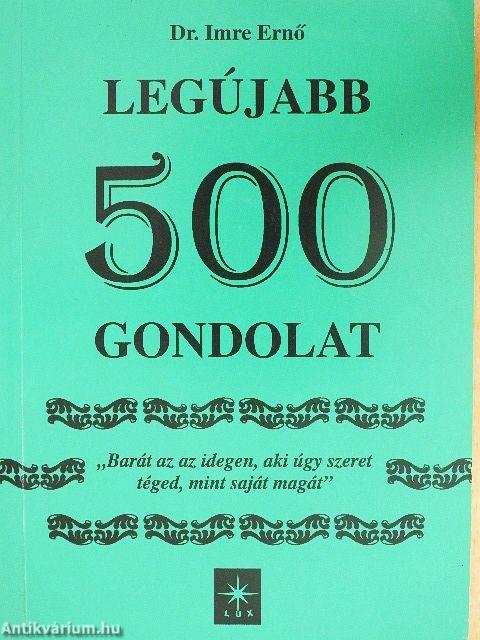 Dr. Imre Ernő
LEGÚJABB
500
GONDOLAT
„Barát az az idegen, aki úgy szeret
téged, mint saját magát”
LUX
Antikvárium.hu